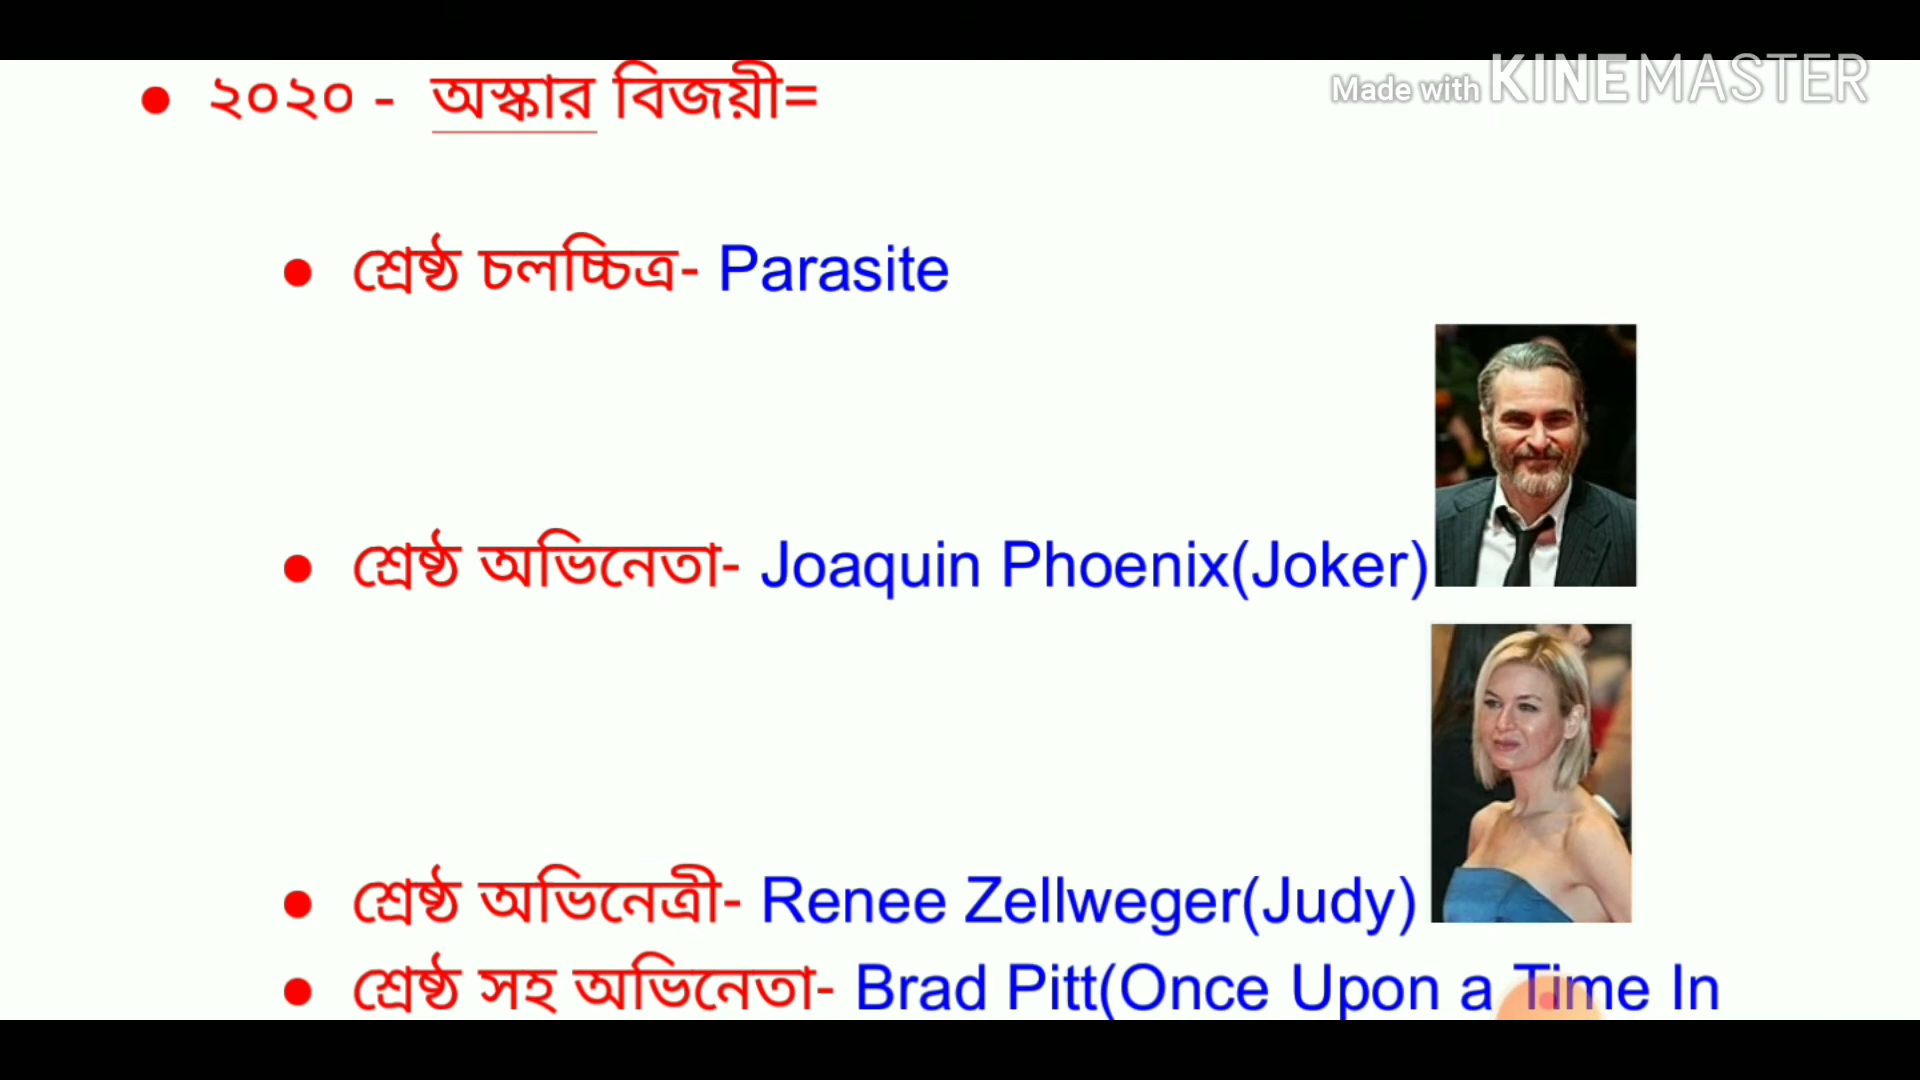 ২০২০ - অস্কার বিজয়ী=
Made with KINEMASTER
শ্রেষ্ঠ চলচ্চিত্র- Parasite
শ্রেষ্ঠ অভিনেতা- Joaquin Phoenix(Joker)
শ্রেষ্ঠ অভিনেত্রী- Renee Zellweger(Judy)
শ্রেষ্ঠ সহ অভিনেতা- Brad Pitt(Once Upon a Time In